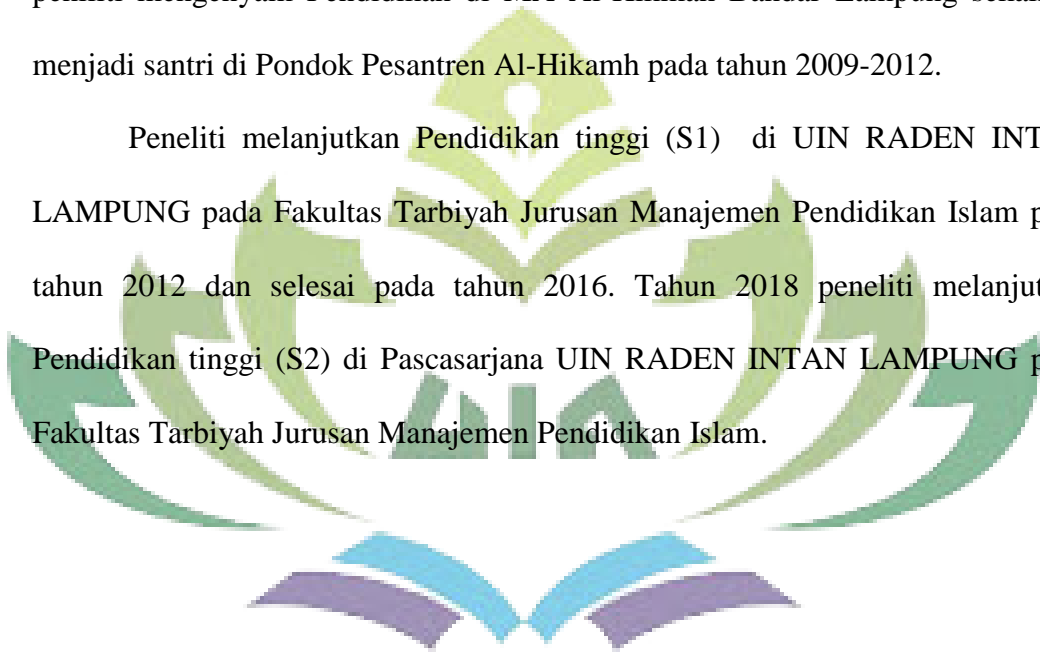 menjadi santri di Pondok Pesantren Al-Hikamh pada tahun 2009-2012.
Peneliti melanjutkan Pendidikan tinggi (S1) di UIN RADEN INT
LAMPUNG pada Fakultas Tarbiyah Jurusan Manajemen Pendidikan Islam p
tahun 2012 dan selesai pada tahun 2016. Tahun 2018 peneliti melanjut
Pendidikan tinggi (S2) di Pascasarjana UIN RADEN INTAN LAMPUNG p
Fakultas Tarbiyah Jurusan Manajemen Pendidikan Islam.
UIN